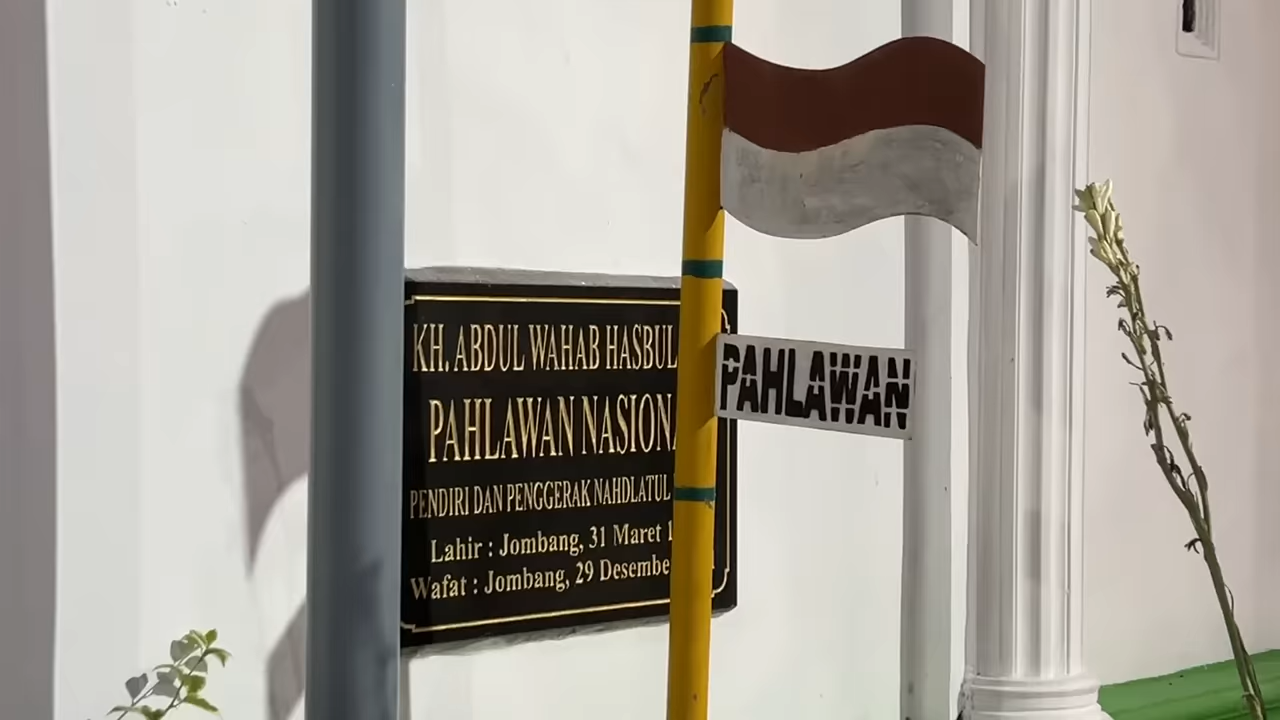 KH. ABDUL WAHAB HASBUL
PAHLAWAN NASIONA
PENDIRI DAN PENGGERAK NAHDLATUL
Lahir : Jombang, 31 Maret 1
Wafat : Jombang, 29 Desembe
PAHLAWAN